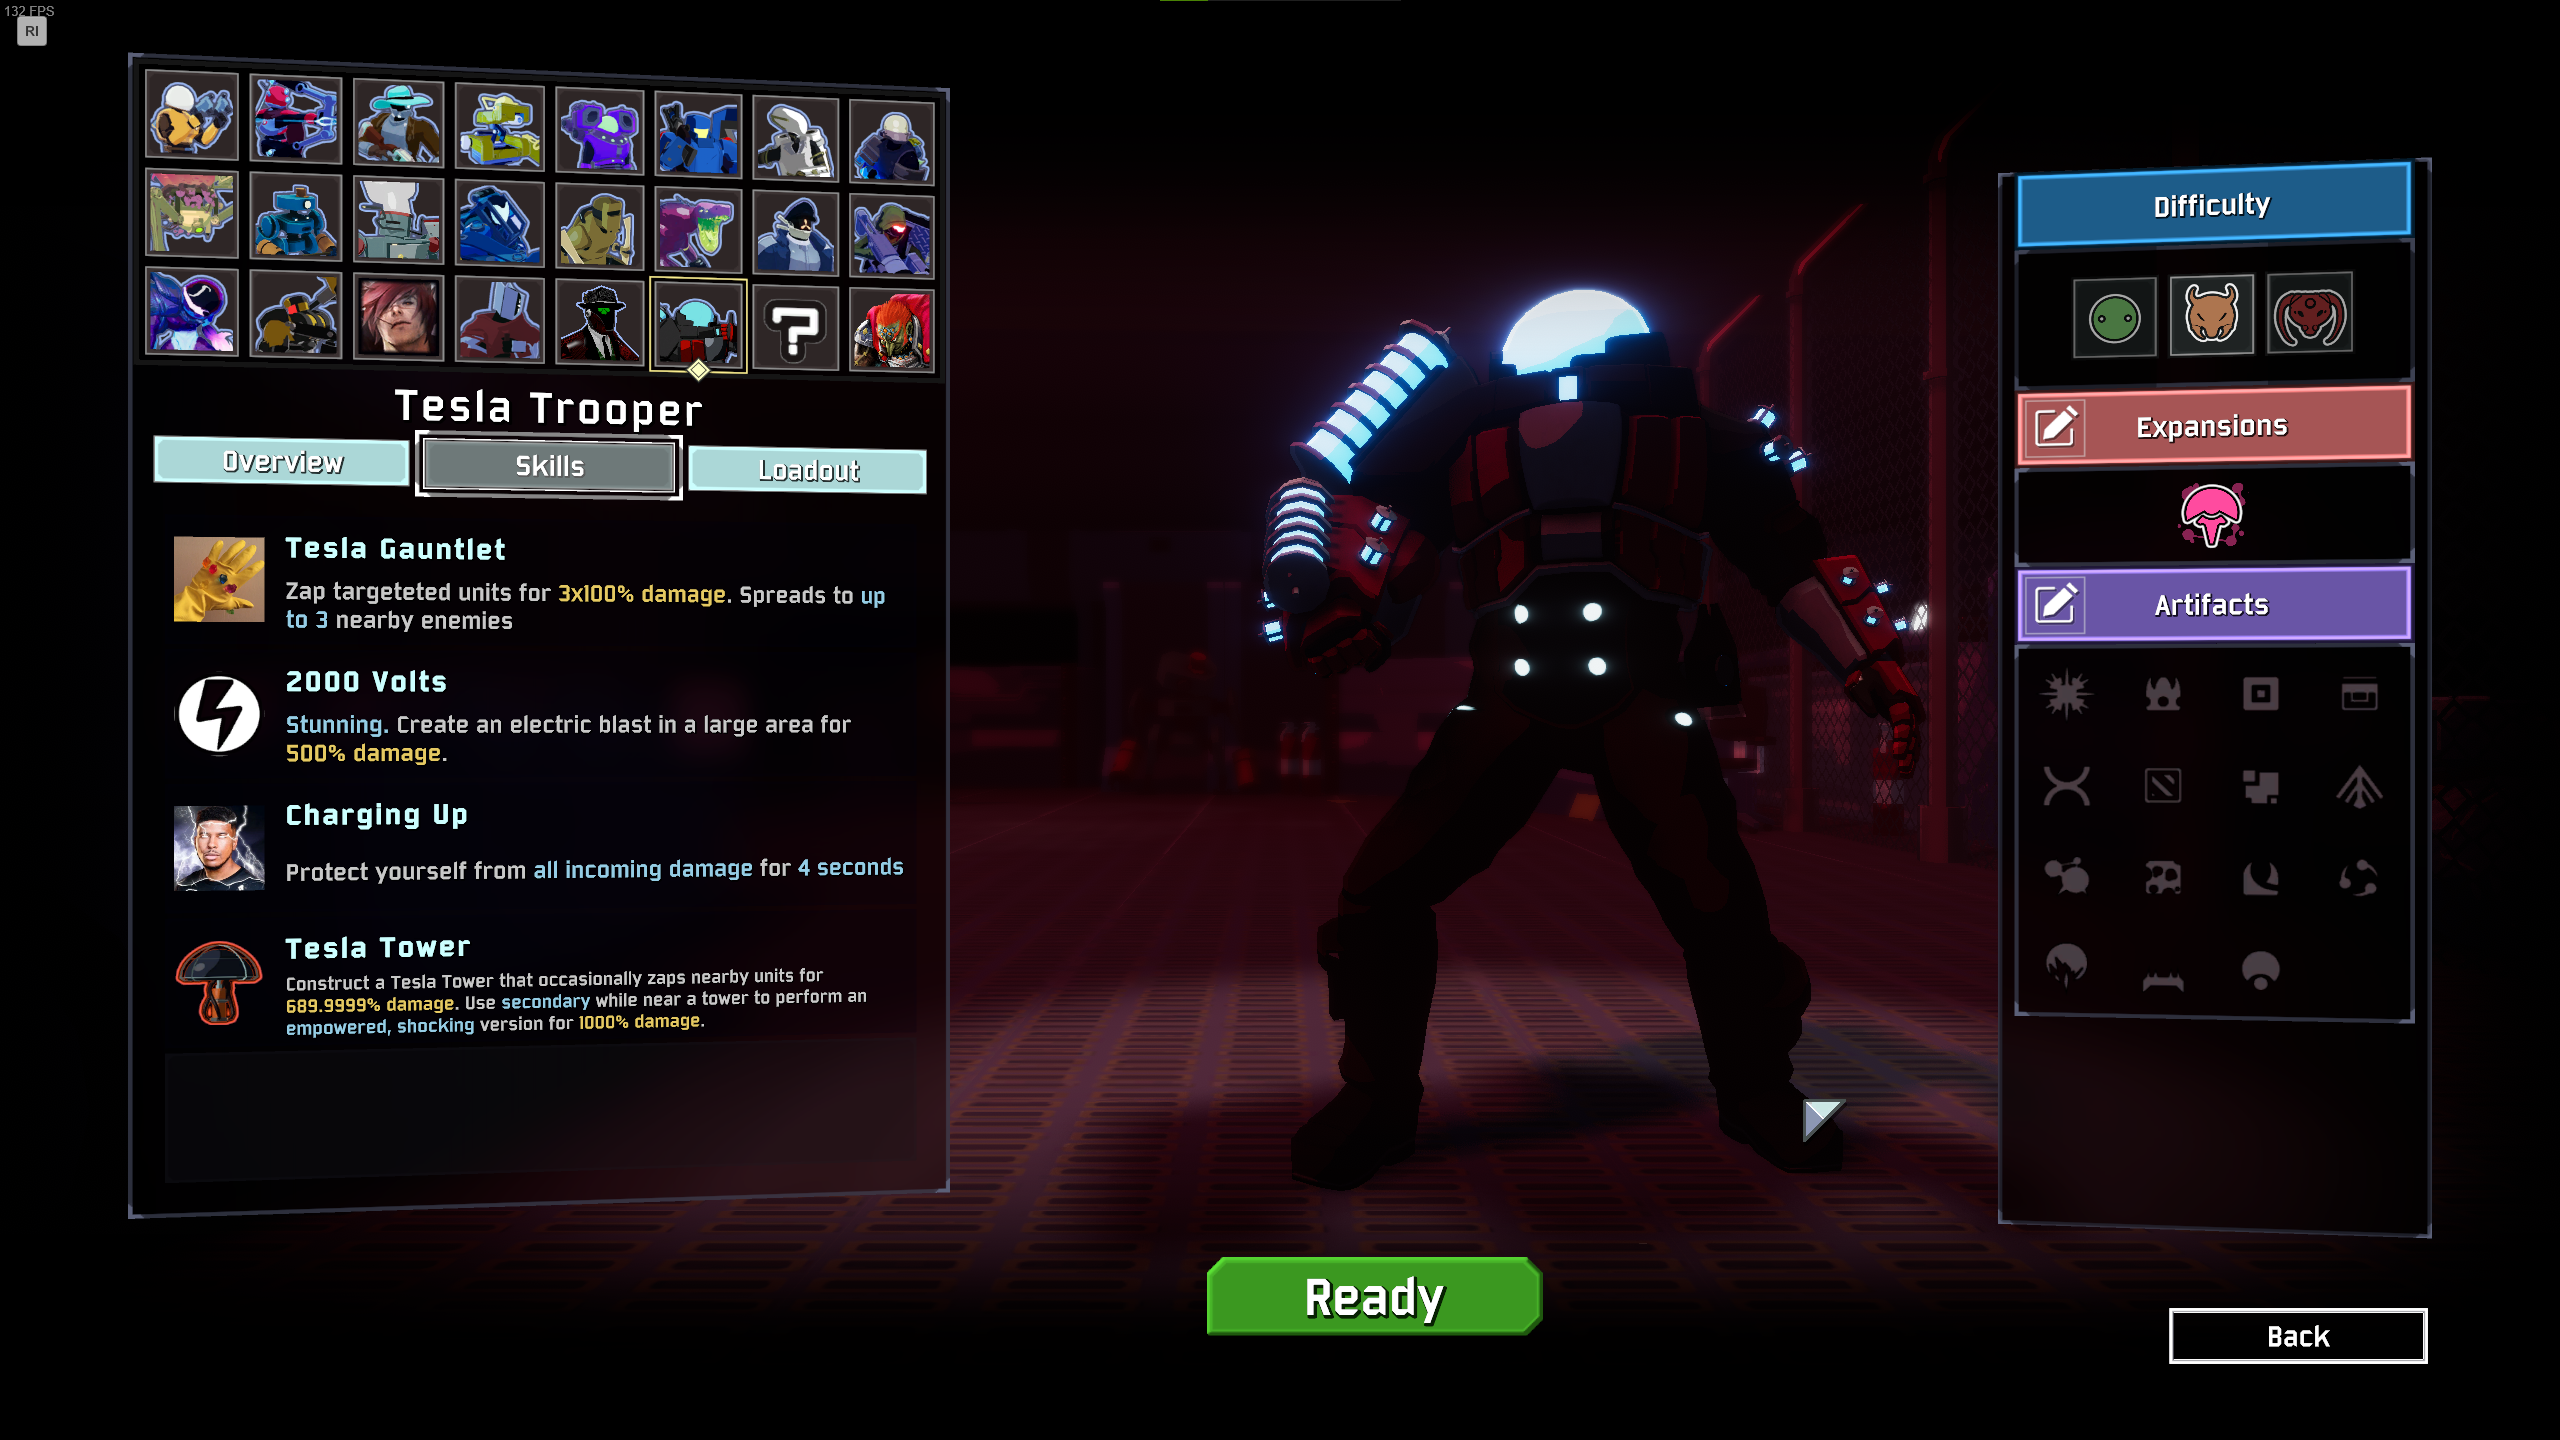 132 FPS
RI
Tesla Trooper
Overview
Skills
Loadout
Tesla Gauntlet
Zap targeteted units for 3x100% damage. Spreads to up
to 3 nearby enemies
2000 Volts
Stunning. Create an electric blast in a large area for
500% damage.
Charging Up
Protect yourself from all incoming damage for 4 seconds
Tesla Tower
Construct a Tesla Tower that occasionally zaps nearby units for
689.9999% damage. Use secondary while near a tower to perform an
empowered, shocking version for 1000% damage.
Difficulty
Expansions
Artifacts
Ready
Back